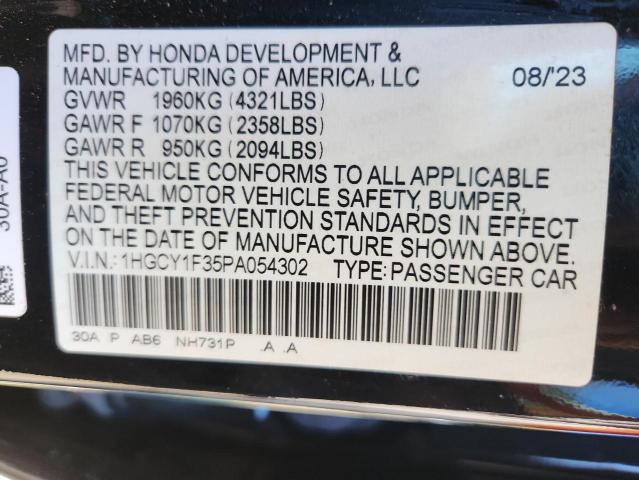 MFD. BY HONDA DEVELOPMENT &
MANUFACTURING OF AMERICA, LLC 08/'23
GVWR 1960KG (4321LBS)
GAWR F 1070KG (2358LBS)
GAWR R 950KG (2094LBS)
THIS VEHICLE CONFORMS TO ALL APPLICABLE
FEDERAL MOTOR VEHICLE SAFETY, BUMPER,
AND THEFT PREVENTION STANDARDS IN EFFECT
ON THE DATE OF MANUFACTURE SHOWN ABOVE.
V.I.N.: 1HGCY1F35PA054302 TYPE: PASSENGER CAR
30A P AB6 NH731P .A .A
30A-A0